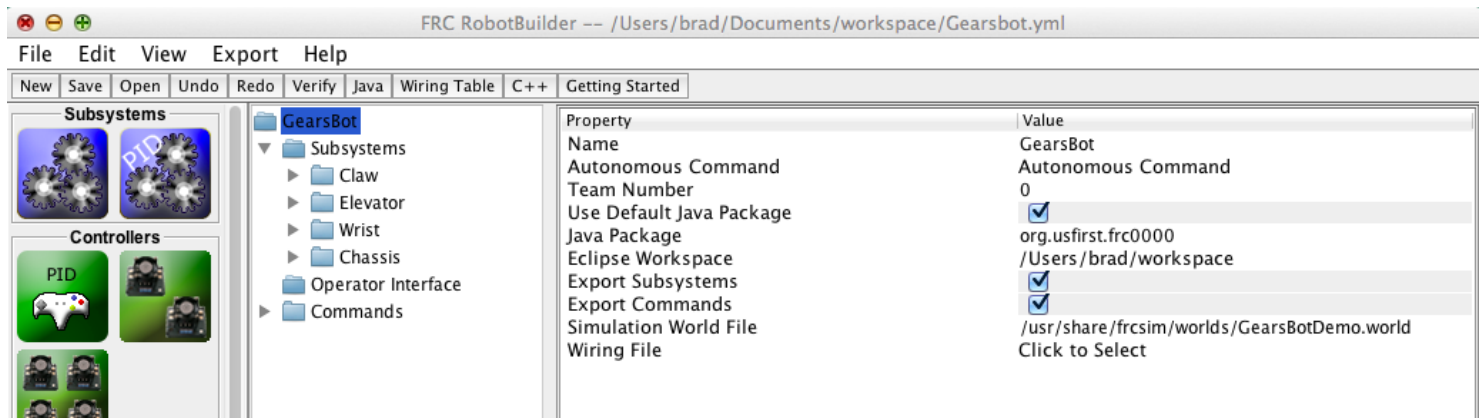 FRC RobotBuilder -- /Users/brad/Documents/workspace/Gearsbot.yml
File Edit View Export Help
New Save Open Undo Redo Verify Java Wiring Table C++ Getting Started
Subsystems
PID
Controllers
PID
GearsBot
Subsystems
Claw
Elevator
Wrist
Chassis
Operator Interface
Commands
Property Value
Name GearsBot
Autonomous Command Autonomous Command
Team Number 0
Use Default Java Package
Java Package org.usfirst.frc0000
Eclipse Workspace /Users/brad/workspace
Export Subsystems
Export Commands
Simulation World File /usr/share/frcsim/worlds/GearsBotDemo.world
Wiring File Click to Select